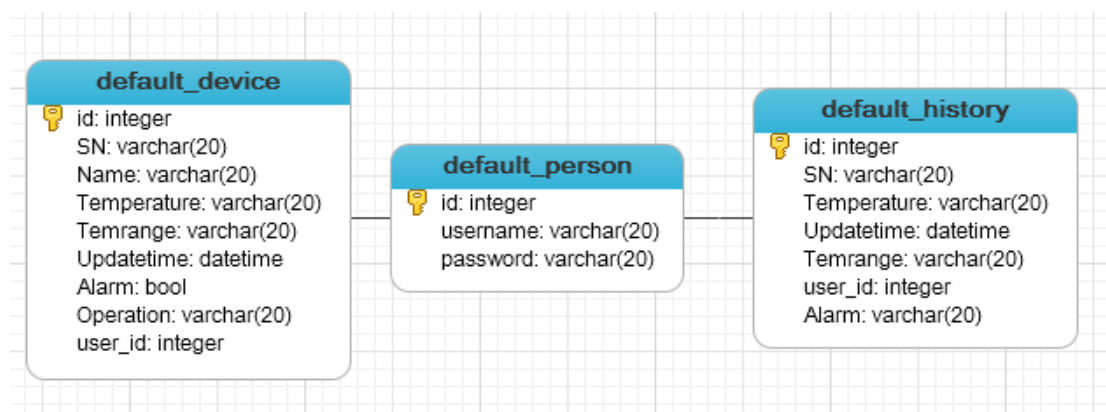 default_device
id: integer
SN: varchar(20)
Name: varchar(20)
Temperature: varchar(20)
Temrange: varchar(20)
Updatetime: datetime
Alarm: bool
Operation: varchar(20)
user_id: integer
default_person
id: integer
username: varchar(20)
password: varchar(20)
default_history
id: integer
SN: varchar(20)
Temperature: varchar(20)
Updatetime: datetime
Temrange: varchar(20)
user_id: integer
Alarm: varchar(20)